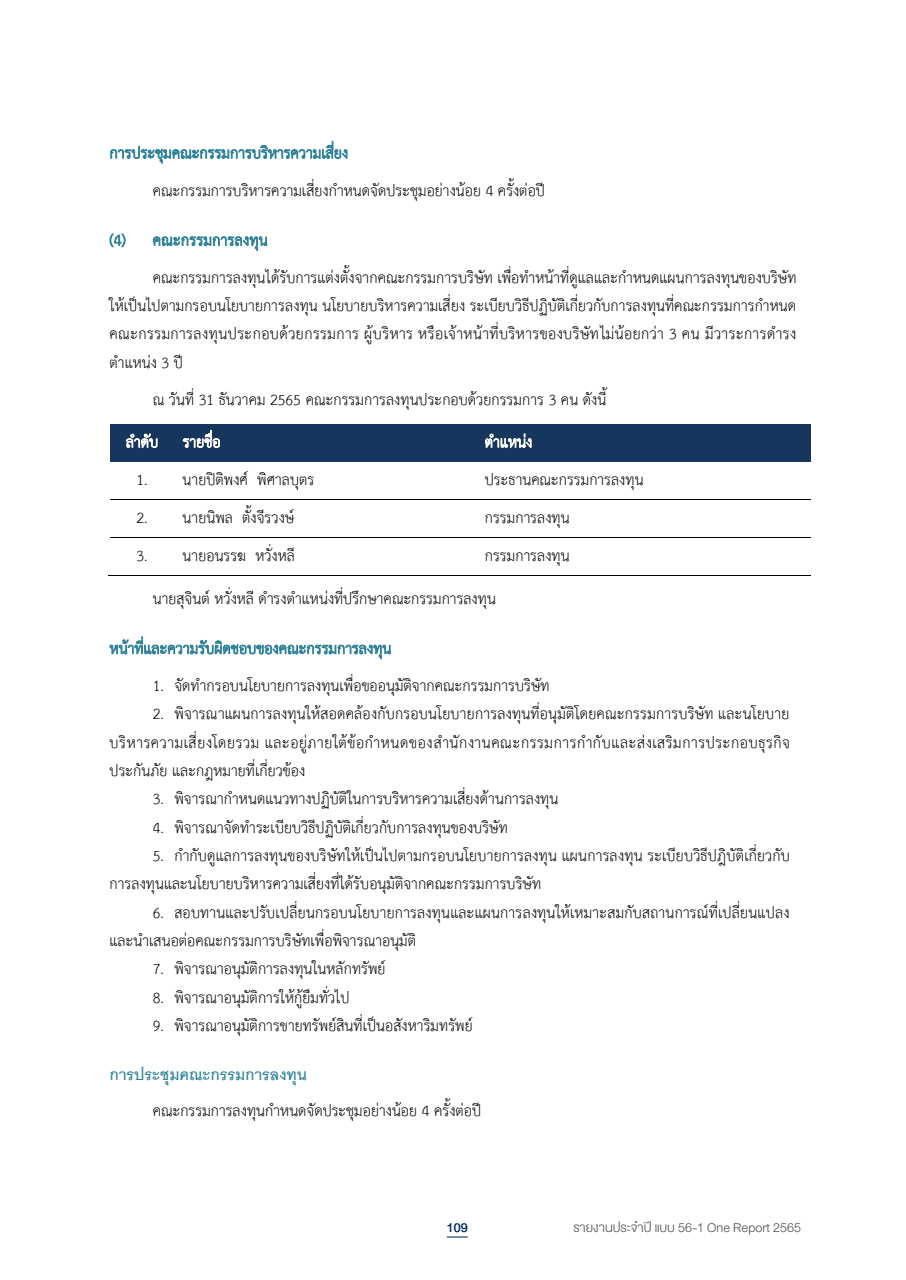 การประชุมคณะกรรมการบริหารความเสี่ยง
คณะกรรมการบริหารความเสี่ยงกำหนดจัดประชุมอย่างน้อย 4 ครั้งต่อปี
(4) คณะกรรมการลงทุน
คณะกรรมการลงทุนได้รับการแต่งตั้งจากคณะกรรมการบริษัท เพื่อทำหน้าที่ดูแลและกำหนดแผนการลงทุนของบริษัท
ให้เป็นไปตามกรอบนโยบายการลงทุน นโยบายบริหารความเสี่ยง ระเบียบวิธีปฏิบัติเกี่ยวกับการลงทุนที่คณะกรรมการกำหนด
คณะกรรมการลงทุนประกอบด้วยกรรมการ ผู้บริหาร หรือเจ้าหน้าที่บริหารของบริษัทไม่น้อยกว่า 3 คน มีวาระการดำรง
ตำแหน่ง 3 ปี
ณ วันที่ 31 ธันวาคม 2565 คณะกรรมการลงทุนประกอบด้วยกรรมการ 3 คน ดังนี้
ลำดับ รายชื่อ ตำแหน่ง
1. นายปิติพงศ์ พิศาลบุตร ประธานคณะกรรมการลงทุน
2. นายนิพล ตั้งจีรวงษ์ กรรมการลงทุน
3. นายอนรรฆ หวั่งหลี กรรมการลงทุน
นายสุจินต์ หวั่งหลี ดำรงตำแหน่งที่ปรึกษาคณะกรรมการลงทุน
หน้าที่และความรับผิดชอบของคณะกรรมการลงทุน
1. จัดทำกรอบนโยบายการลงทุนเพื่อขออนุมัติจากคณะกรรมการบริษัท
2. พิจารณาแผนการลงทุนให้สอดคล้องกับกรอบนโยบายการลงทุนที่อนุมัติโดยคณะกรรมการบริษัท และนโยบาย
บริหารความเสี่ยงโดยรวม และอยู่ภายใต้ข้อกำหนดของสำนักงานคณะกรรมการกำกับและส่งเสริมการประกอบธุรกิจ
ประกันภัย และกฎหมายที่เกี่ยวข้อง
3. พิจารณากำหนดแนวทางปฏิบัติในการบริหารความเสี่ยงด้านการลงทุน
4. พิจารณาจัดทำระเบียบวิธีปฏิบัติเกี่ยวกับการลงทุนของบริษัท
5. กำกับดูแลการลงทุนของบริษัทให้เป็นไปตามกรอบนโยบายการลงทุน แผนการลงทุน ระเบียบวิธีปฎิบัติเกี่ยวกับ
การลงทุนและนโยบายบริหารความเสี่ยงที่ได้รับอนุมัติจากคณะกรรมการบริษัท
6. สอบทานและปรับเปลี่ยนกรอบนโยบายการลงทุนและแผนการลงทุนให้เหมาะสมกับสถานการณ์ที่เปลี่ยนแปลง
และนำเสนอต่อคณะกรรมการบริษัทเพื่อพิจารณาอนุมัติ
7. พิจารณาอนุมัติการลงทุนในหลักทรัพย์
8. พิจารณาอนุมัติการให้กู้ยืมทั่วไป
9. พิจารณาอนุมัติการขายทรัพย์สินที่เป็นอสังหาริมทรัพย์
การประชุมคณะกรรมการลงทุน
คณะกรรมการลงทุนกำหนดจัดประชุมอย่างน้อย 4 ครั้งต่อปี
109 รายงานประจำปี แบบ 56-1 One Report 2565